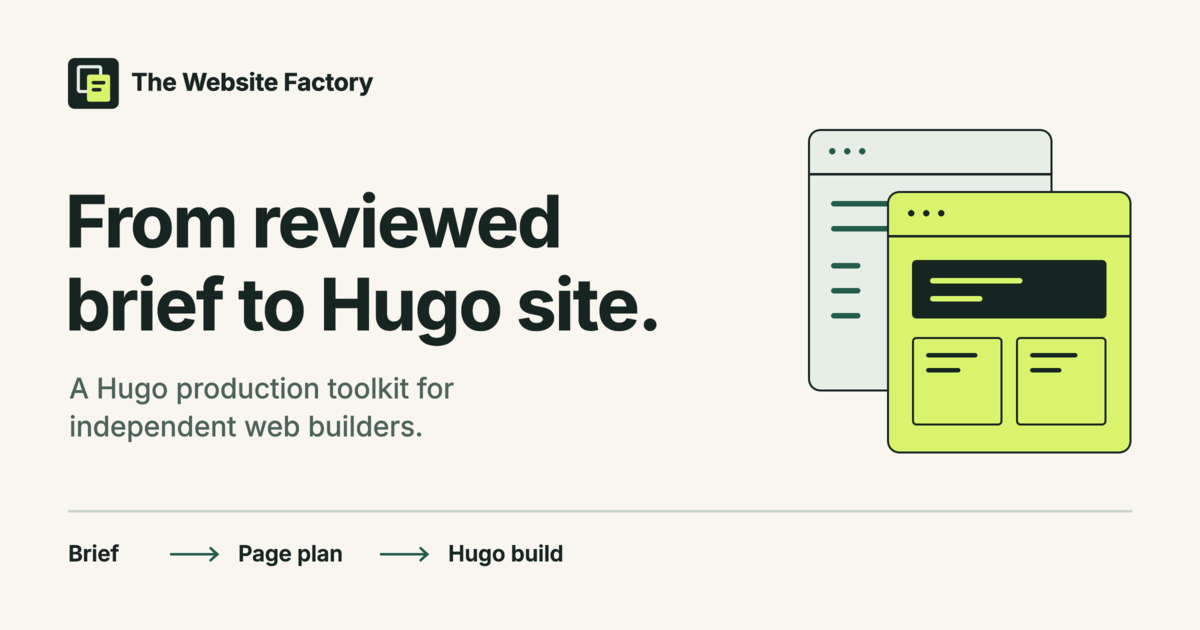 The Website Factory
From reviewed
brief to Hugo site.
A Hugo production toolkit for
independent web builders.
Brief → Page plan → Hugo build